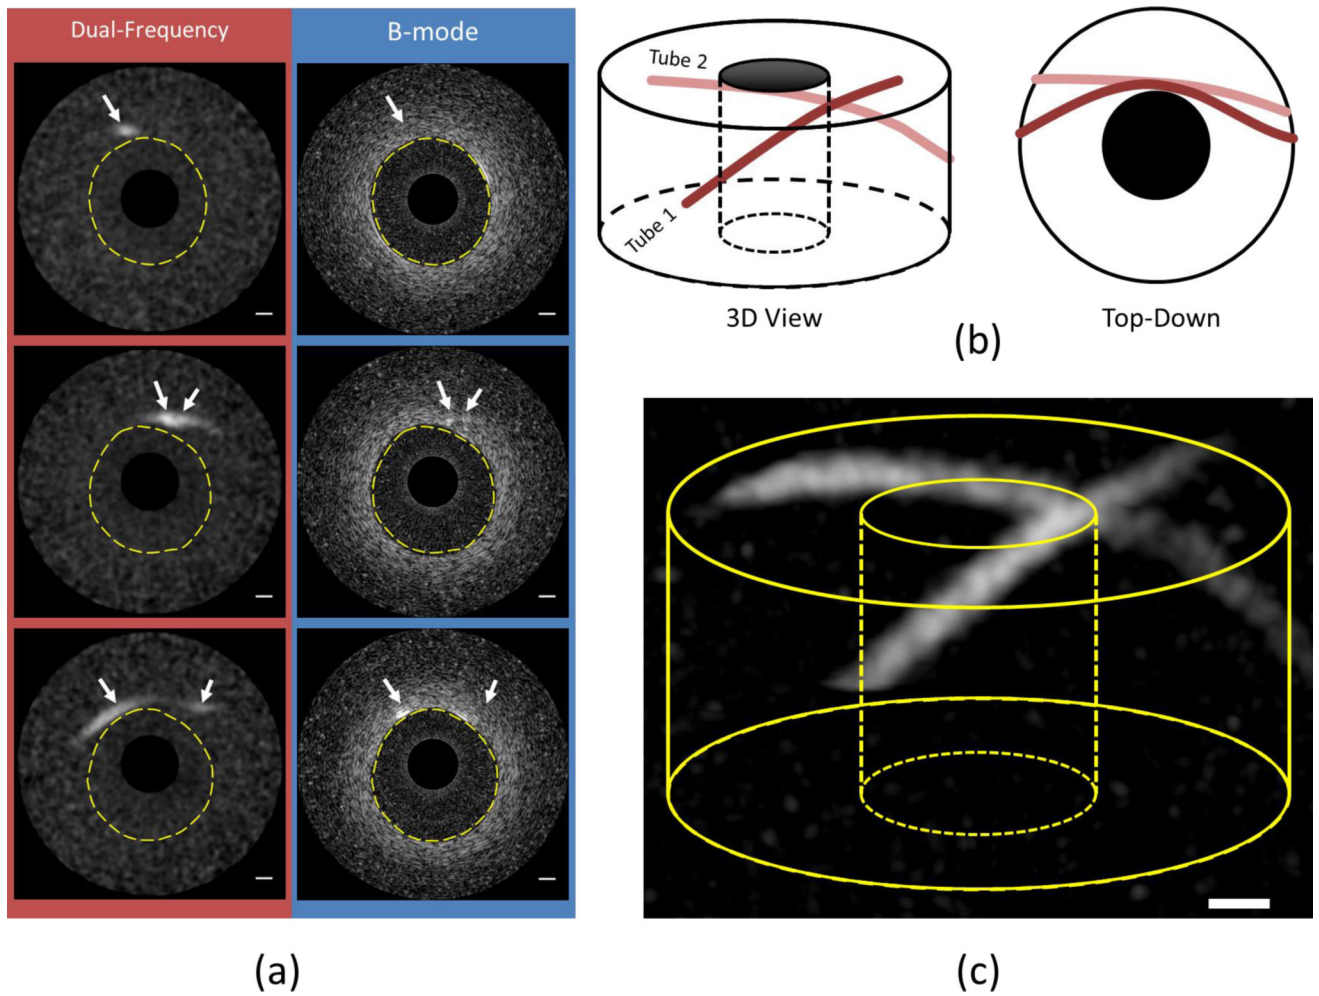 Dual-Frequency
B-mode
Tube 2
Tube 1
3D View
Top-Down
(b)
(a)
(c)